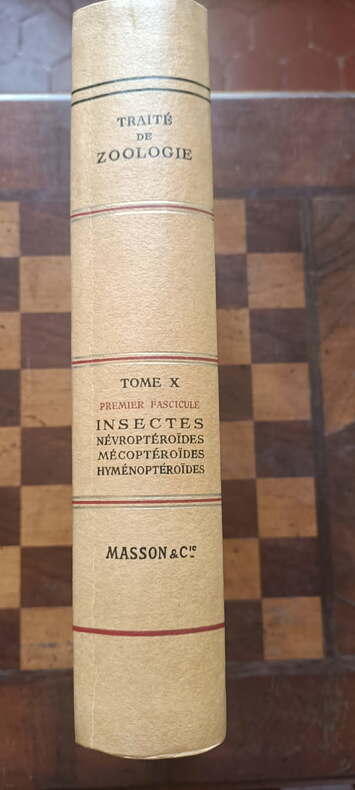 TRAITÉ
DE
ZOOLOGIE
TOME X
PREMIER FASCICULE
INSECTES
NÉVROPTÉROÏDES
MÉCOPTÉROÏDES
HYMÉNOPTÉROÏDES
MASSON & Cie